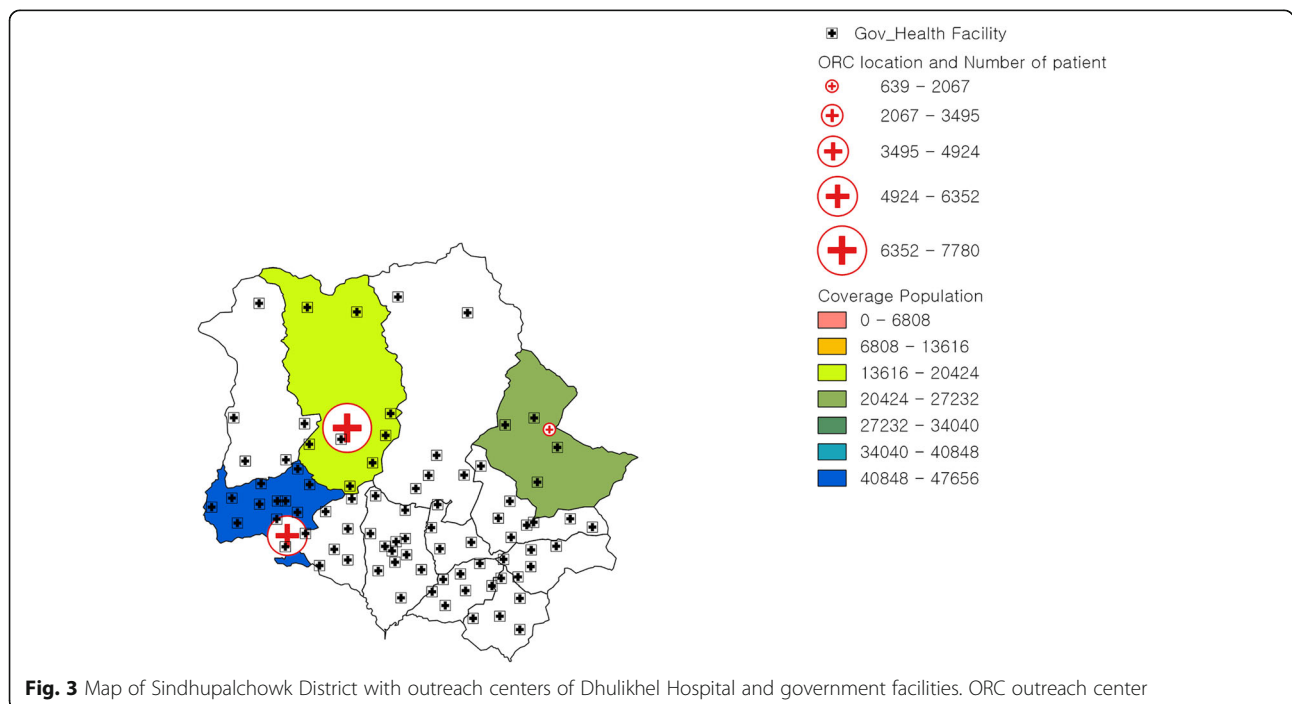 Gov_Health Facility
ORC location and Number of patient
639 – 2067
2067 – 3495
3495 – 4924
4924 – 6352
6352 – 7780
Coverage Population
0 – 6808
6808 – 13616
13616 – 20424
20424 – 27232
27232 – 34040
34040 – 40848
40848 – 47656
Fig. 3 Map of Sindhupalchowk District with outreach centers of Dhulikhel Hospital and government facilities. ORC outreach center